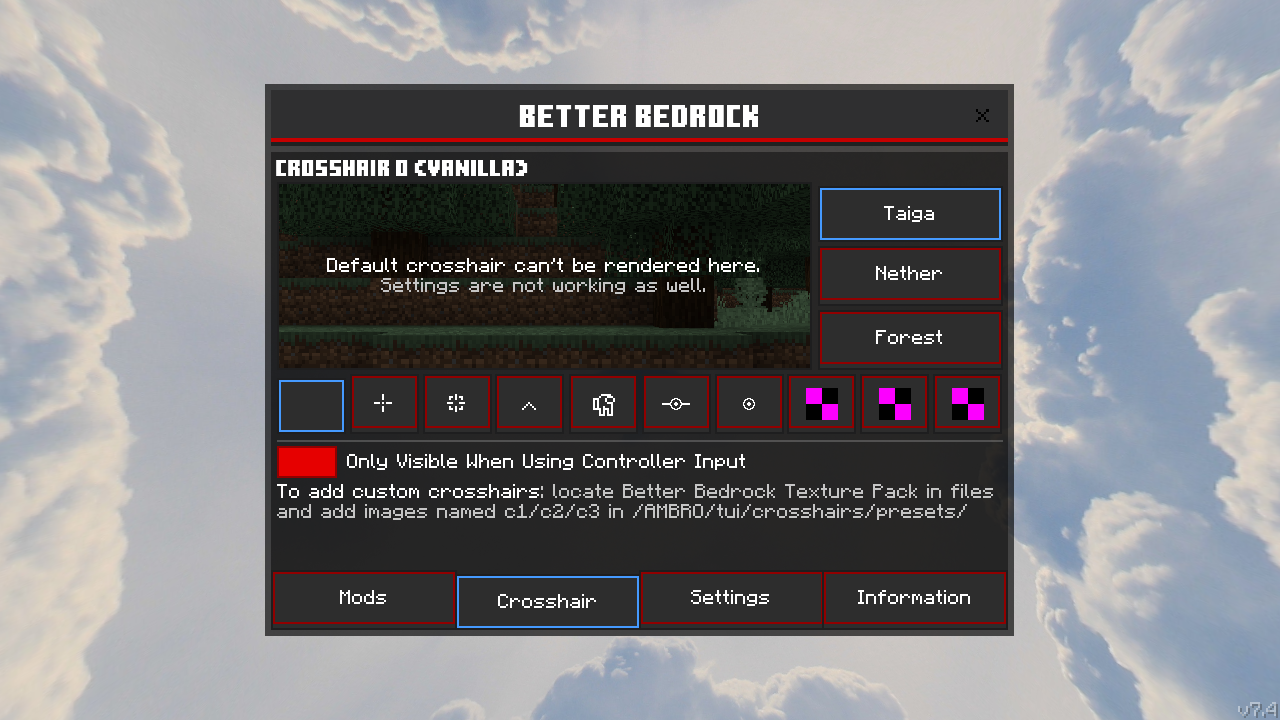 BETTER BEDROCK
CROSSHAIR 0 (VANILLA)
Default crosshair can't be rendered here.
Settings are not working as well.
Taiga
Nether
Forest
Only Visible When Using Controller Input
To add custom crosshairs: locate Better Bedrock Texture Pack in files
and add images named c1/c2/c3 in /AMBRO/tui/crosshairs/presets/
Mods
Crosshair
Settings
Information
v7.4